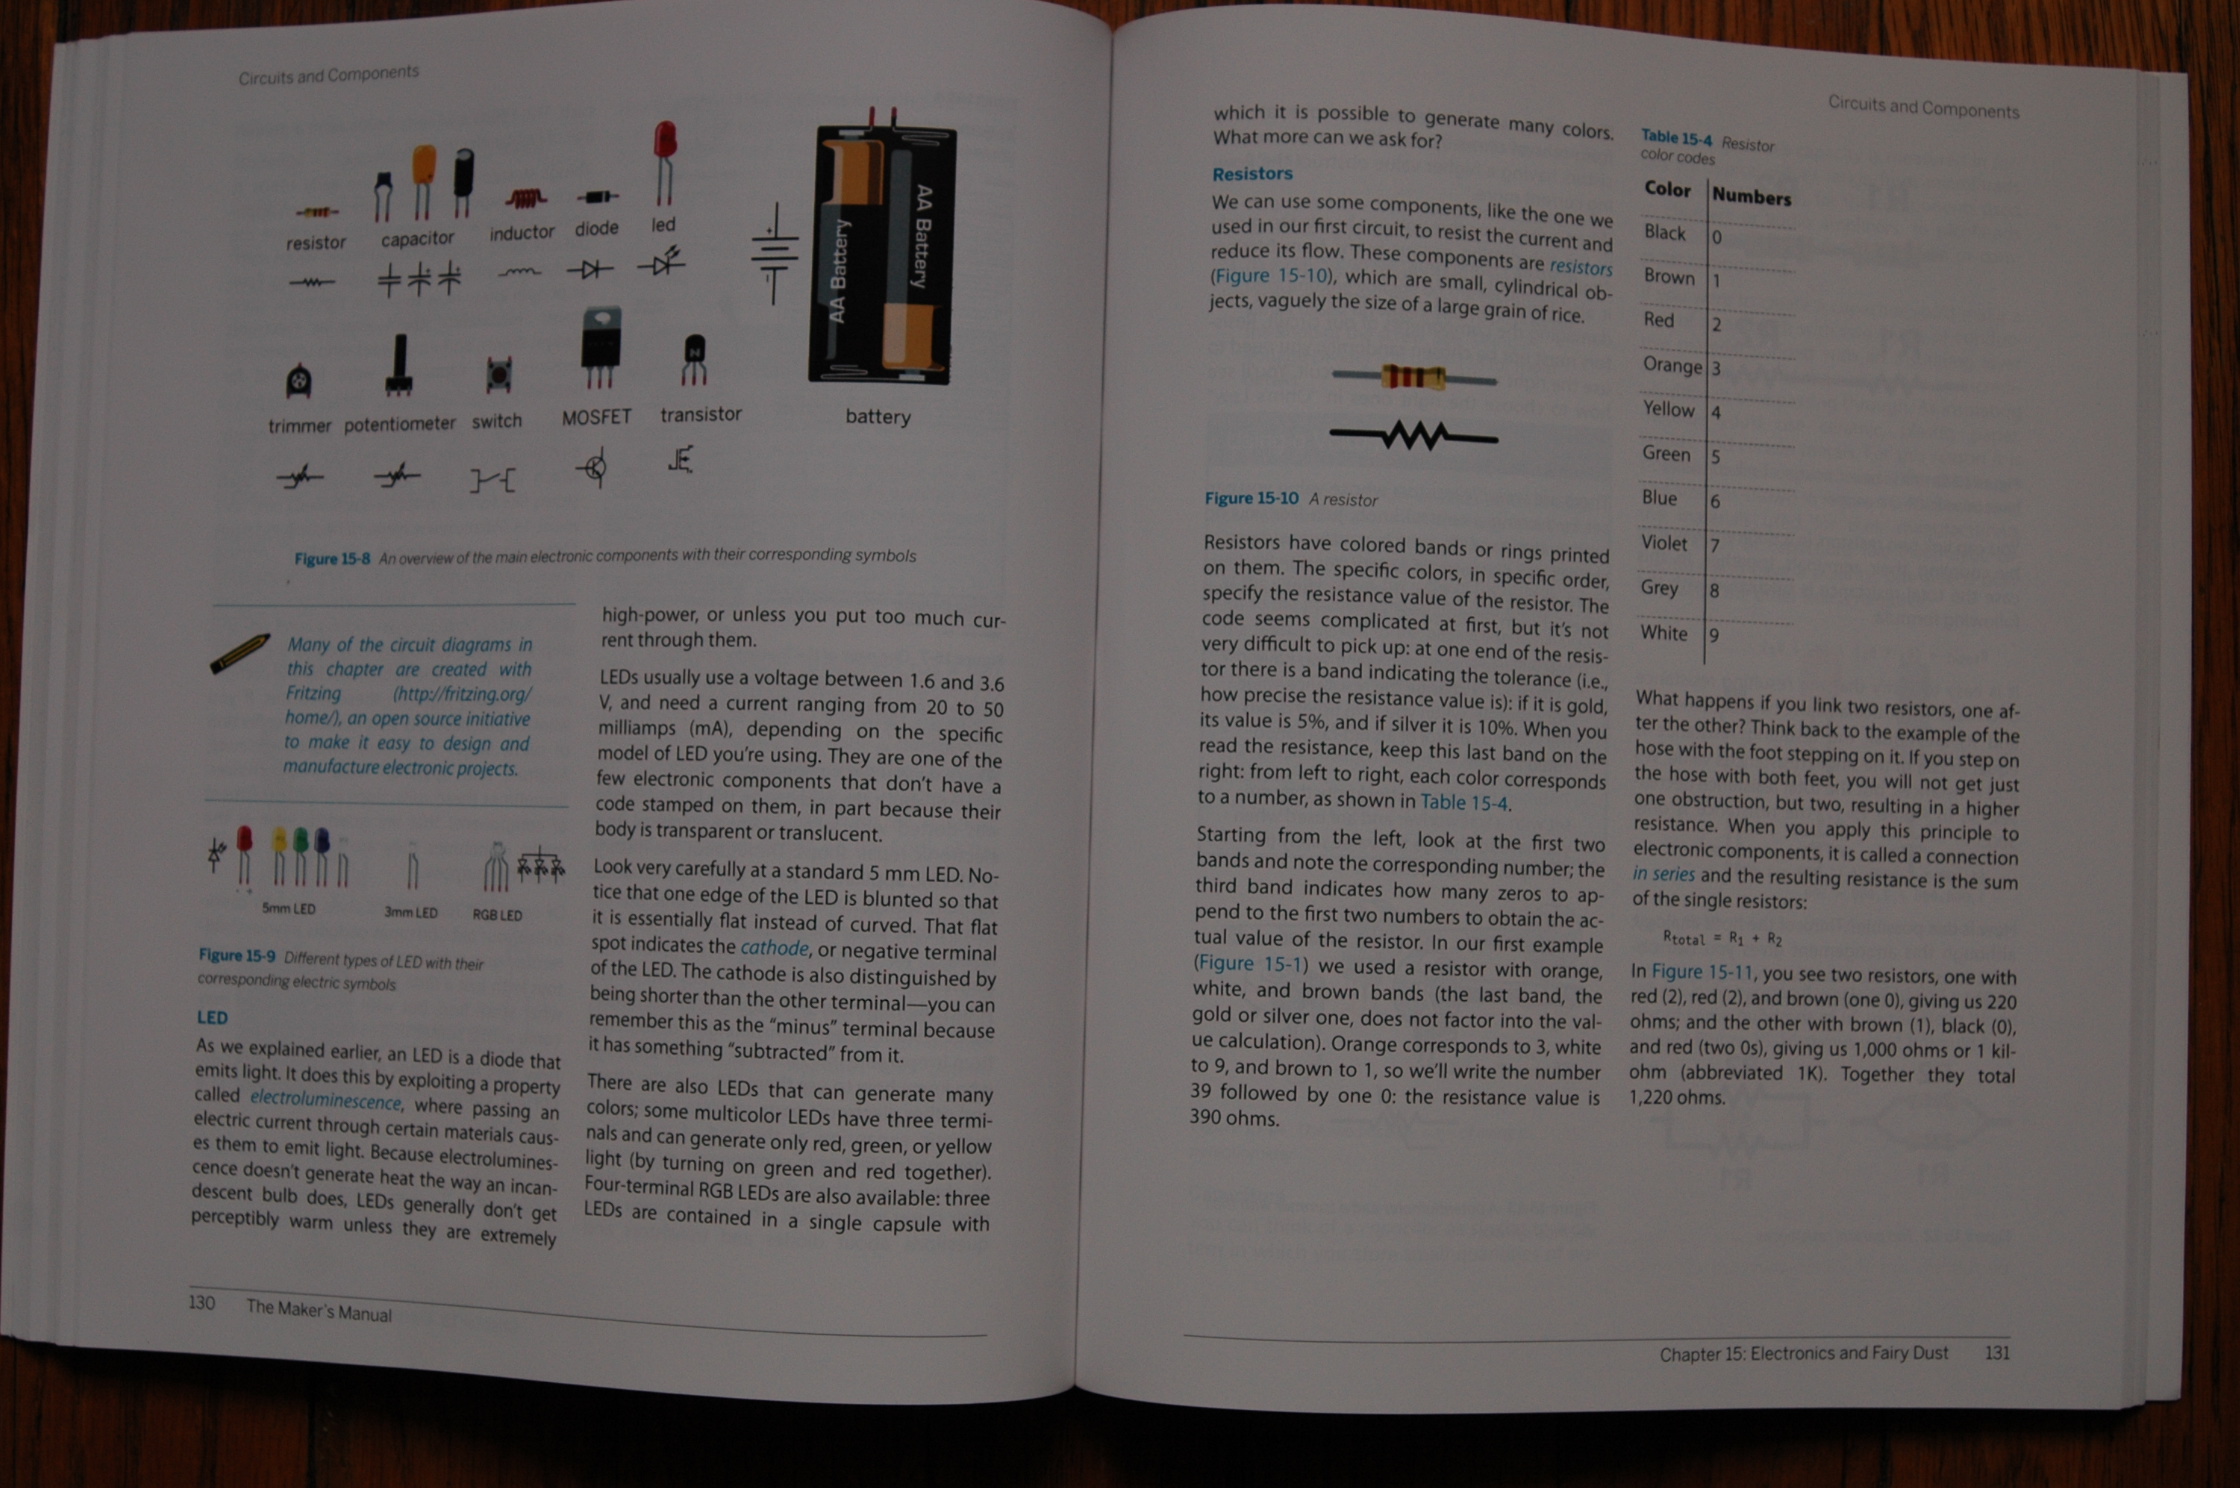 Circuits and Components
AA Battery
AA Battery
resistor capacitor inductor diode led
trimmer potentiometer switch MOSFET transistor battery
Figure 15-8 An overview of the main electronic components with their corresponding symbols
Many of the circuit diagrams in
this chapter are created with
Fritzing (http://fritzing.org/
home/), an open source initiative
to make it easy to design and
manufacture electronic projects.
5mm LED 3mm LED RGB LED
Figure 15-9 Different types of LED with their
corresponding electric symbols
LED
As we explained earlier, an LED is a diode that
emits light. It does this by exploiting a property
called electroluminescence, where passing an
electric current through certain materials caus-
es them to emit light. Because electrolumines-
cence doesn't generate heat the way an incan-
descent bulb does, LEDs generally don't get
perceptibly warm unless they are extremely
high-power, or unless you put too much cur-
rent through them.
LEDs usually use a voltage between 1.6 and 3.6
V, and need a current ranging from 20 to 50
milliamps (mA), depending on the specific
model of LED you're using. They are one of the
few electronic components that don't have a
code stamped on them, in part because their
body is transparent or translucent.
Look very carefully at a standard 5 mm LED. No-
tice that one edge of the LED is blunted so that
it is essentially flat instead of curved. That flat
spot indicates the cathode, or negative terminal
of the LED. The cathode is also distinguished by
being shorter than the other terminal—you can
remember this as the "minus" terminal because
it has something "subtracted" from it.
There are also LEDs that can generate many
colors; some multicolor LEDs have three termi-
nals and can generate only red, green, or yellow
light (by turning on green and red together).
Four-terminal RGB LEDs are also available: three
LEDs are contained in a single capsule with
130 The Maker's Manual
Circuits and Components
which it is possible to generate many colors.
What more can we ask for?
Resistors
We can use some components, like the one we
used in our first circuit, to resist the current and
reduce its flow. These components are resistors
(Figure 15-10), which are small, cylindrical ob-
jects, vaguely the size of a large grain of rice.
Figure 15-10 A resistor
Resistors have colored bands or rings printed
on them. The specific colors, in specific order,
specify the resistance value of the resistor. The
code seems complicated at first, but it's not
very difficult to pick up: at one end of the resis-
tor there is a band indicating the tolerance (i.e.,
how precise the resistance value is): if it is gold,
its value is 5%, and if silver it is 10%. When you
read the resistance, keep this last band on the
right: from left to right, each color corresponds
to a number, as shown in Table 15-4.
Starting from the left, look at the first two
bands and note the corresponding number; the
third band indicates how many zeros to ap-
pend to the first two numbers to obtain the ac-
tual value of the resistor. In our first example
(Figure 15-1) we used a resistor with orange,
white, and brown bands (the last band, the
gold or silver one, does not factor into the val-
ue calculation). Orange corresponds to 3, white
to 9, and brown to 1, so we'll write the number
39 followed by one 0: the resistance value is
390 ohms.
Table 15-4 Resistor
color codes
Color Numbers
Black 0
Brown 1
Red 2
Orange 3
Yellow 4
Green 5
Blue 6
Violet 7
Grey 8
White 9
What happens if you link two resistors, one af-
ter the other? Think back to the example of the
hose with the foot stepping on it. If you step on
the hose with both feet, you will not get just
one obstruction, but two, resulting in a higher
resistance. When you apply this principle to
electronic components, it is called a connection
in series and the resulting resistance is the sum
of the single resistors:
Rtotal = R1 + R2
In Figure 15-11, you see two resistors, one with
red (2), red (2), and brown (one 0), giving us 220
ohms; and the other with brown (1), black (0),
and red (two 0s), giving us 1,000 ohms or 1 kil-
ohm (abbreviated 1K). Together they total
1,220 ohms.
Chapter 15: Electronics and Fairy Dust 131